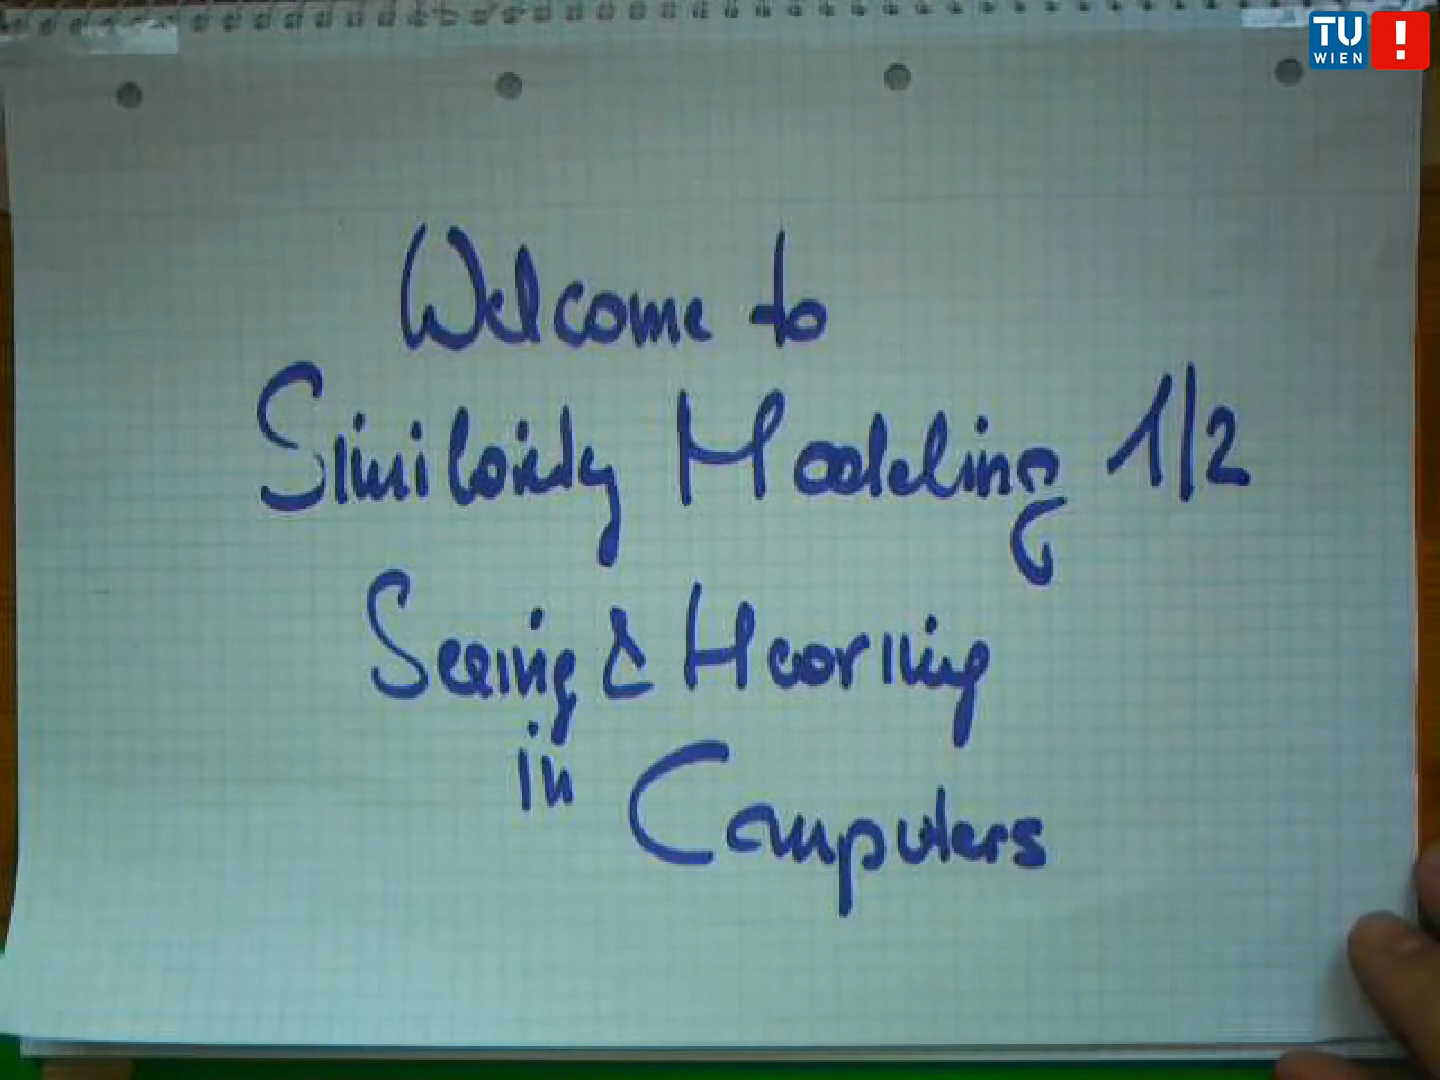 TU
WIEN
!
Welcome to
Similarity Modeling 1/2
Seeing & Hearing
in Computers